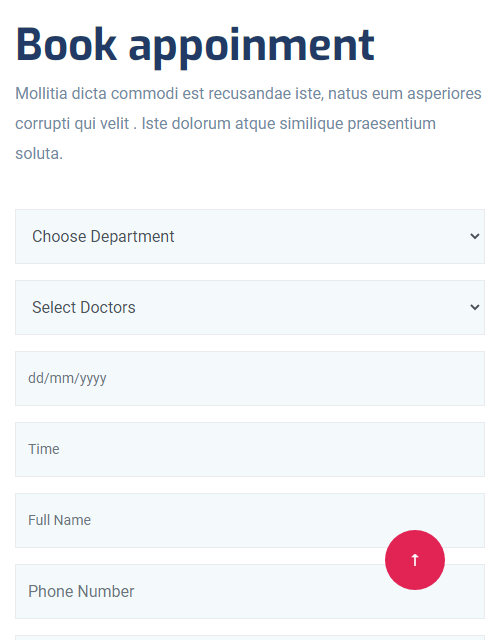 Book appoinment
Mollitia dicta commodi est recusandae iste, natus eum asperiores
corrupti qui velit . Iste dolorum atque similique praesentium
soluta.
Choose Department
Select Doctors
dd/mm/yyyy
Time
Full Name
Phone Number